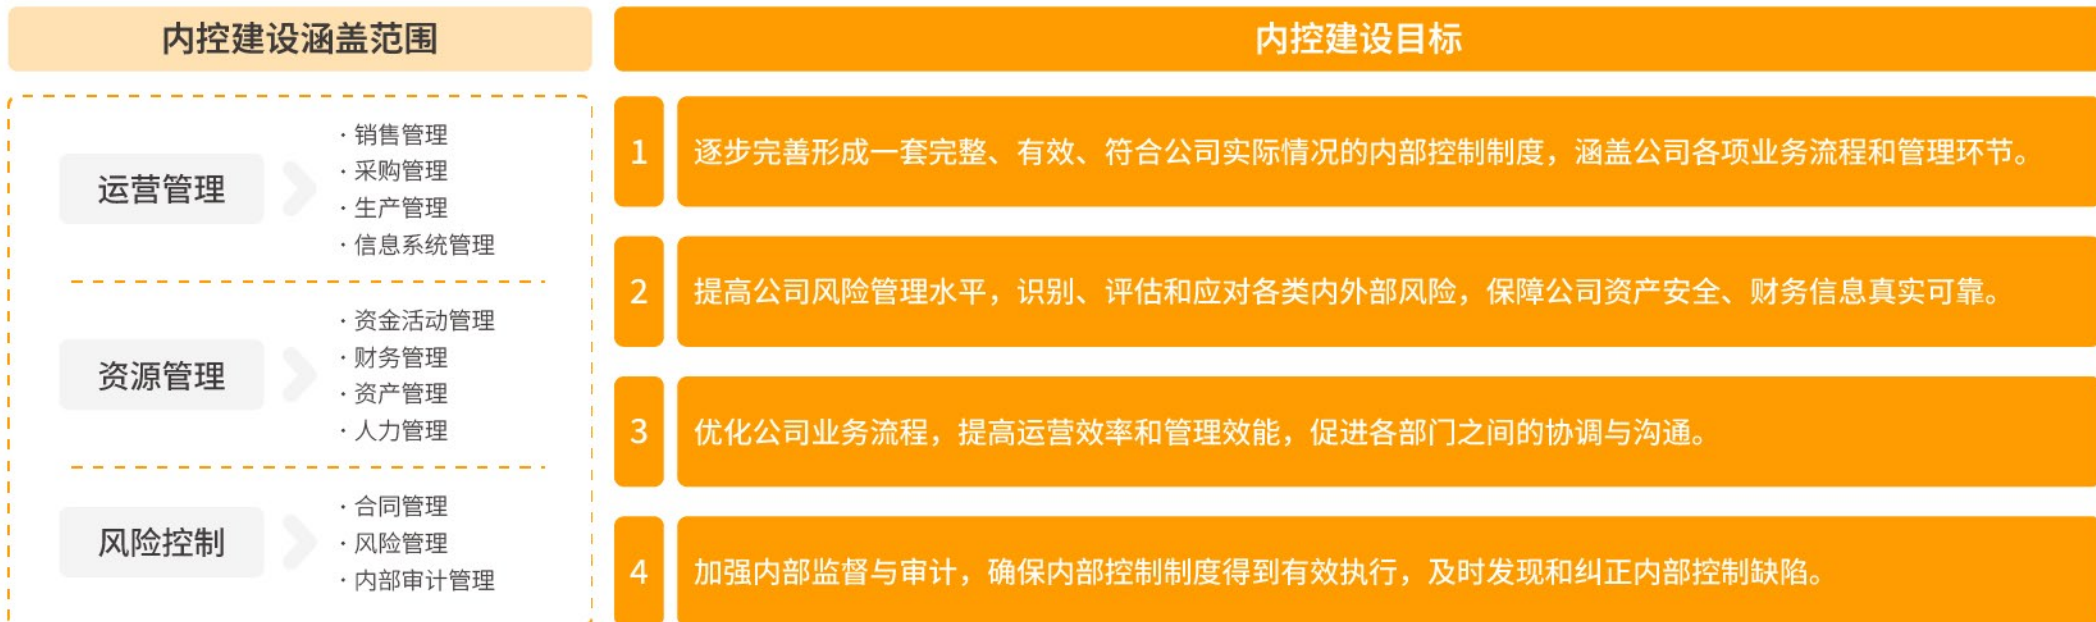 内控建设涵盖范围
运营管理
· 销售管理
· 采购管理
· 生产管理
· 信息系统管理
资源管理
· 资金活动管理
· 财务管理
· 资产管理
· 人力管理
风险控制
· 合同管理
· 风险管理
· 内部审计管理
内控建设目标
1
逐步完善形成一套完整、有效、符合公司实际情况的内部控制制度，涵盖公司各项业务流程和管理环节。
2
提高公司风险管理水平，识别、评估和应对各类内外部风险，保障公司资产安全、财务信息真实可靠。
3
优化公司业务流程，提高运营效率和管理效能，促进各部门之间的协调与沟通。
4
加强内部监督与审计，确保内部控制制度得到有效执行，及时发现和纠正内部控制缺陷。